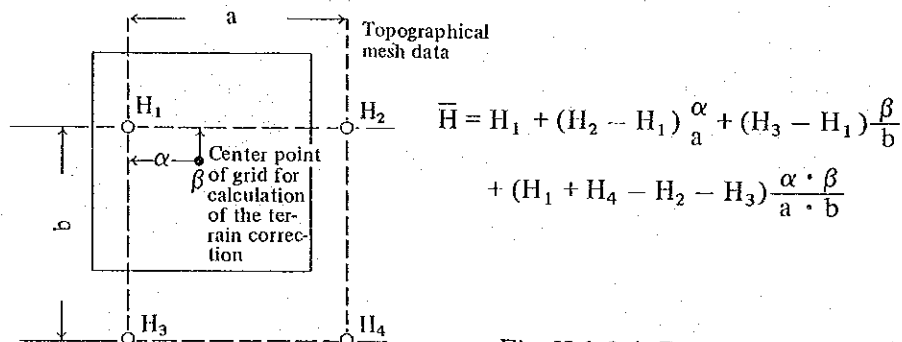 a
Topographical
mesh data
H₁
H₂
H̅ = H₁ + (H₂ − H₁) α/a + (H₃ − H₁) β/b
+ (H₁ + H₄ − H₂ − H₃) α · β / a · b
α
β
Center point
of grid for
calculation
of the ter-
rain correc-
tion
b
H₃
H₄